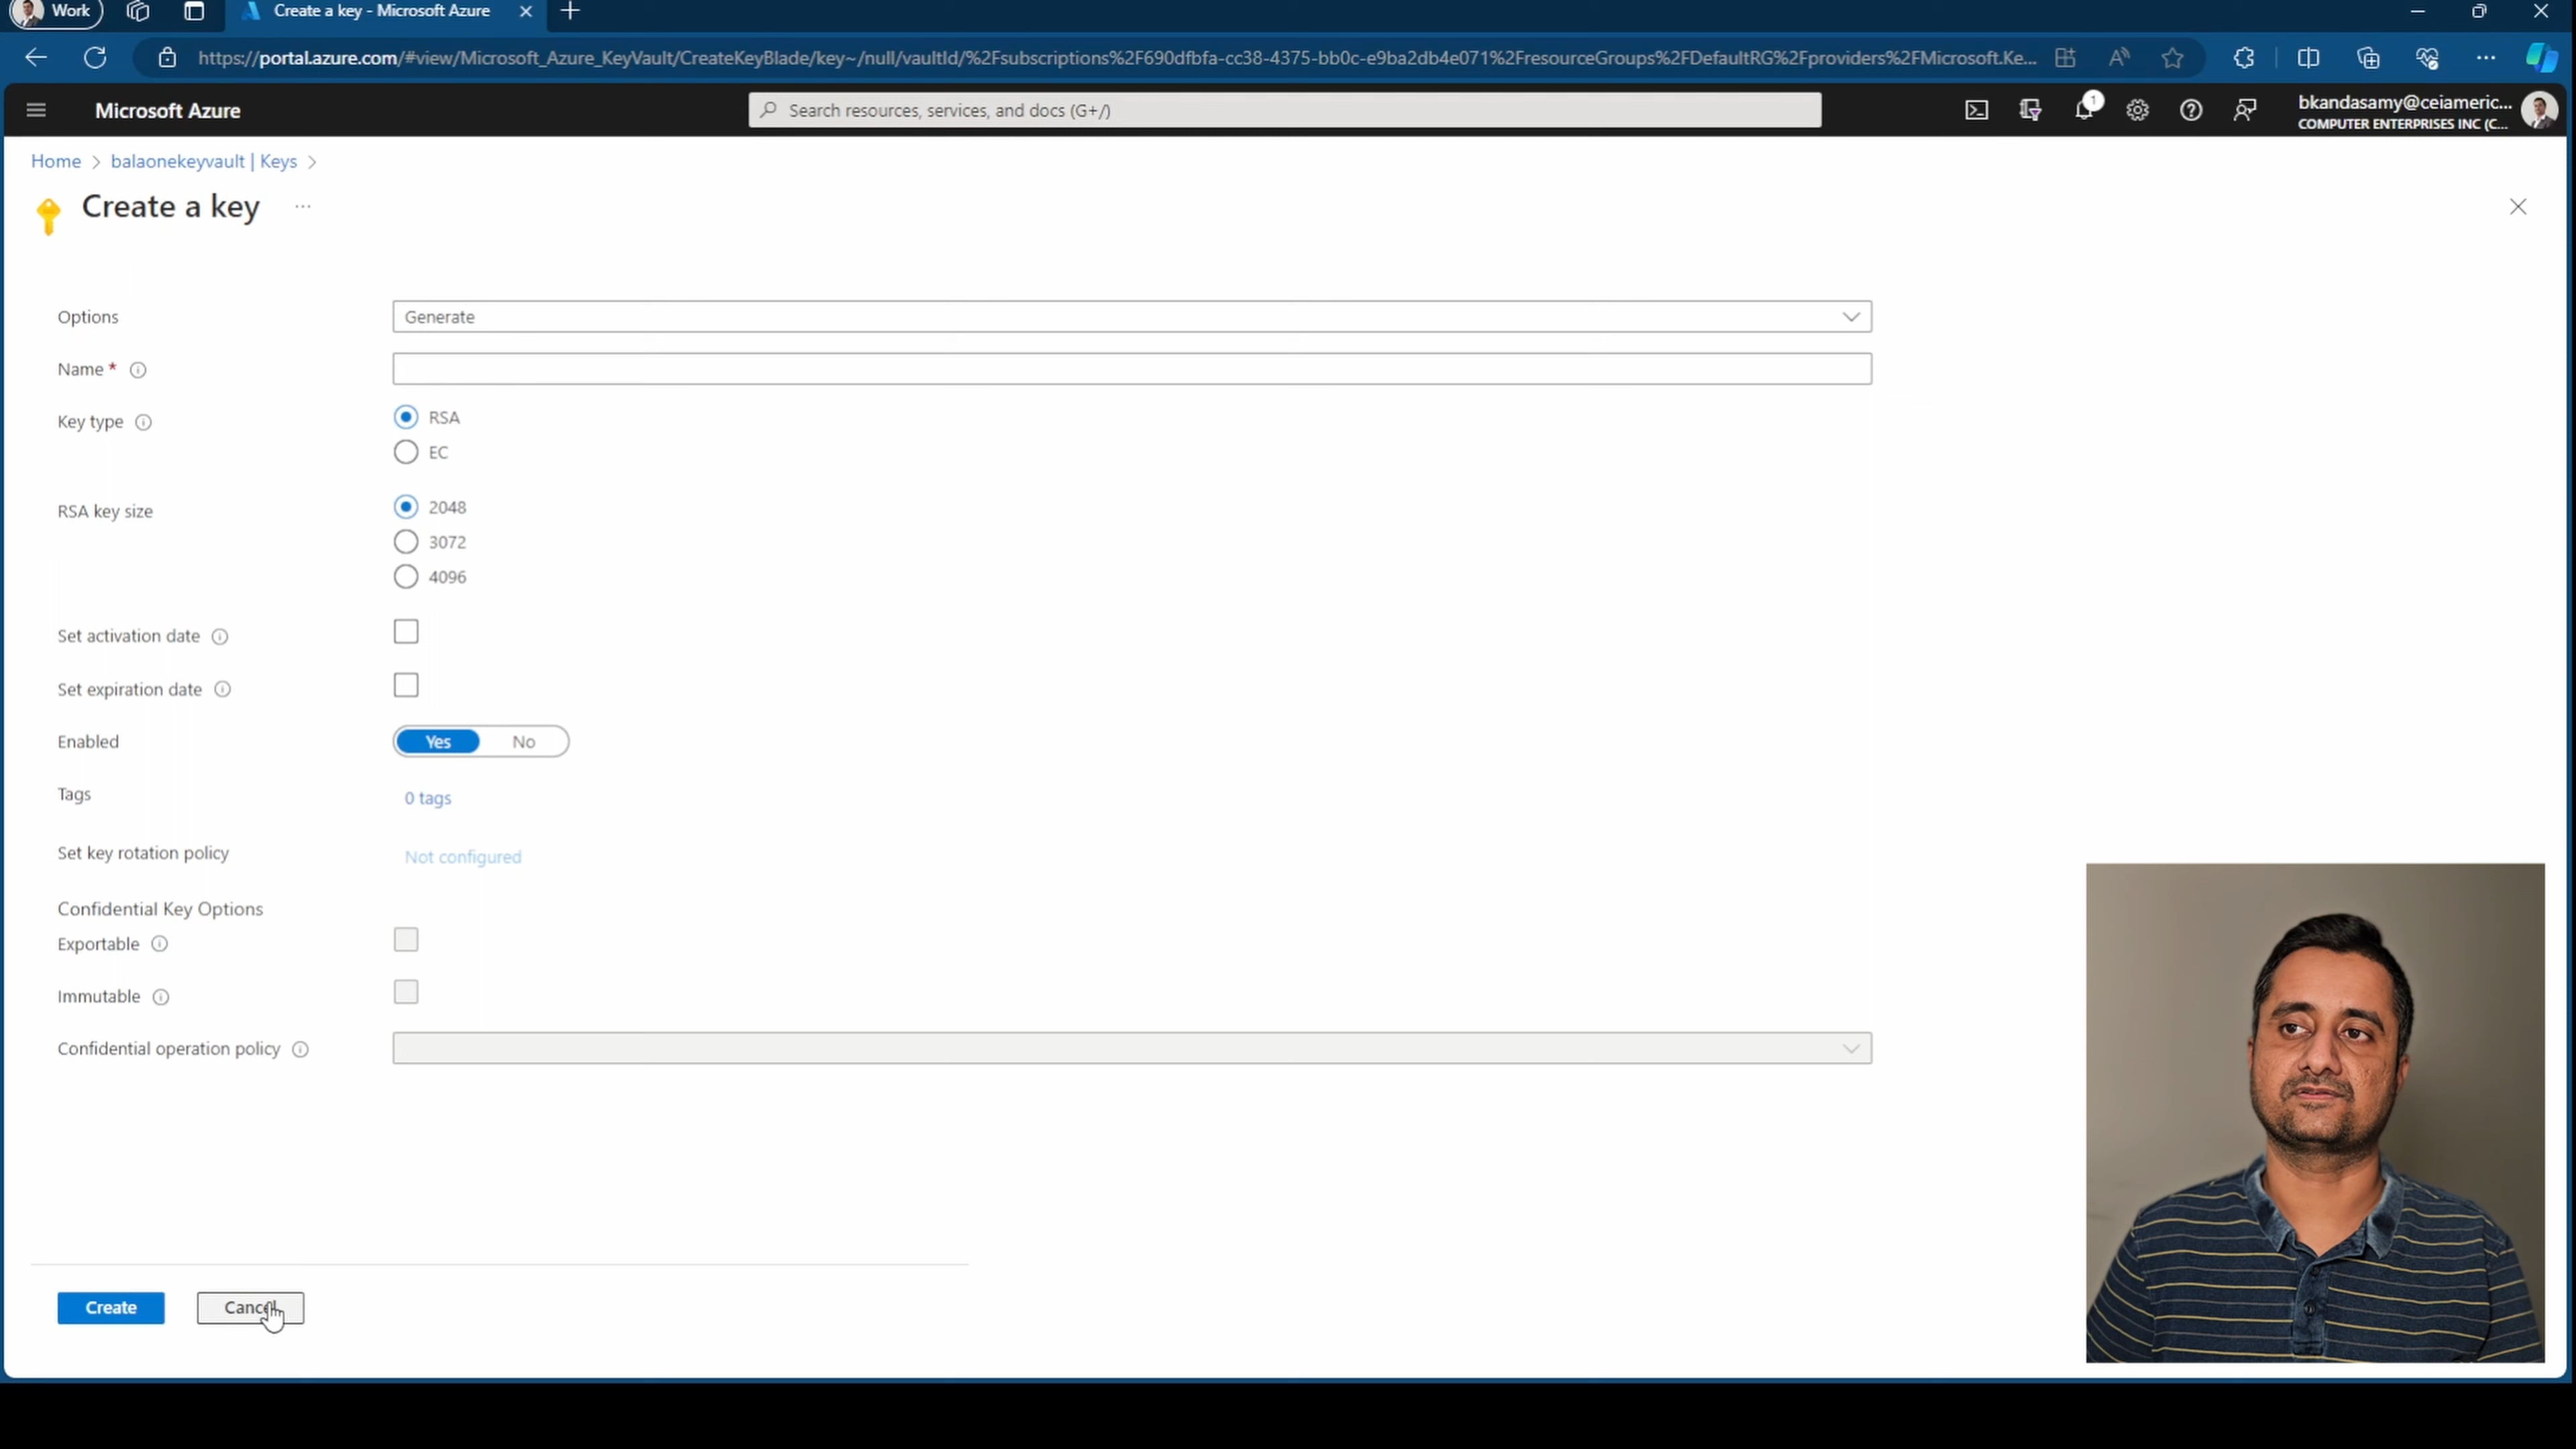 Work
Create a key - Microsoft Azure
https://portal.azure.com/#view/Microsoft_Azure_KeyVault/CreateKeyBlade/key~/null/vaultId/%2Fsubscriptions%2F690dfbfa-cc38-4375-bb0c-e9ba2db4e071%2FresourceGroups%2FDefaultRG%2Fproviders%2FMicrosoft.Ke...
Microsoft Azure
Search resources, services, and docs (G+/)
1
bkandasamy@ceiameric...
COMPUTER ENTERPRISES INC (C...
Home > balaonekeyvault | Keys >
Create a key ...
Options
Generate
Name *
Key type
RSA
EC
RSA key size
2048
3072
4096
Set activation date
Set expiration date
Enabled
Yes No
Tags
0 tags
Set key rotation policy
Not configured
Confidential Key Options
Exportable
Immutable
Confidential operation policy
Create
Cancel